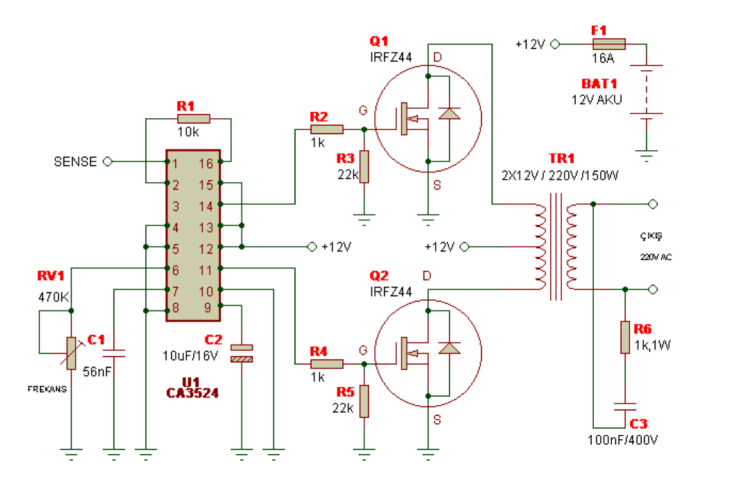 Q1
IRFZ44
D
G
S
+12V
F1
16A
BAT1
12V AKU
R1
10k
R2
1k
R3
22k
TR1
2X12V / 220V /150W
SENSE
1
2
3
4
5
6
7
8
16
15
14
13
12
11
10
9
+12V
+12V
ÇIKIŞ
220V AC
RV1
470K
FREKANS
C1
56nF
C2
10uF/16V
U1
CA3524
Q2
IRFZ44
D
G
S
R4
1k
R5
22k
R6
1k,1W
C3
100nF/400V